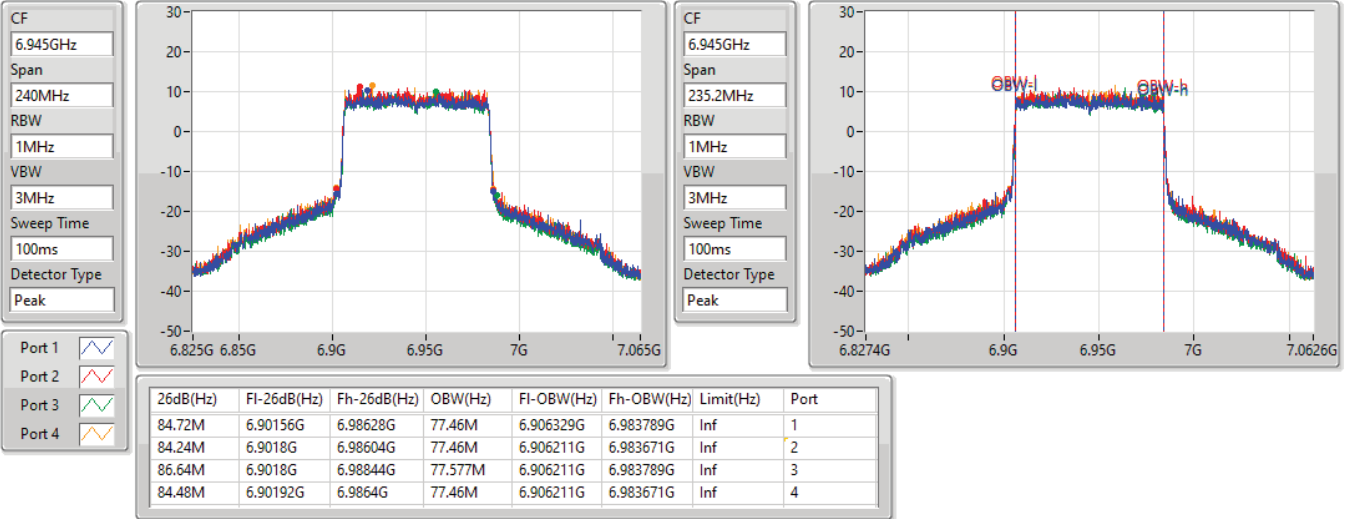 CF
6.945GHz
Span
240MHz
RBW
1MHz
VBW
3MHz
Sweep Time
100ms
Detector Type
Peak
30
20
10
0
-10
-20
-30
-40
-50
6.825G 6.85G 6.9G 6.95G 7G 7.065G
CF
6.945GHz
Span
235.2MHz
RBW
1MHz
VBW
3MHz
Sweep Time
100ms
Detector Type
Peak
30
20
10
0
-10
-20
-30
-40
-50
OBW-l
OBW-h
6.8274G 6.9G 6.95G 7G 7.0626G
Port 1
Port 2
Port 3
Port 4
26dB(Hz) Fl-26dB(Hz) Fh-26dB(Hz) OBW(Hz) Fl-OBW(Hz) Fh-OBW(Hz) Limit(Hz) Port
84.72M 6.90156G 6.98628G 77.46M 6.906329G 6.983789G Inf 1
84.24M 6.9018G 6.98604G 77.46M 6.906211G 6.983671G Inf 2
86.64M 6.9018G 6.98844G 77.577M 6.906211G 6.983789G Inf 3
84.48M 6.90192G 6.9864G 77.46M 6.906211G 6.983671G Inf 4